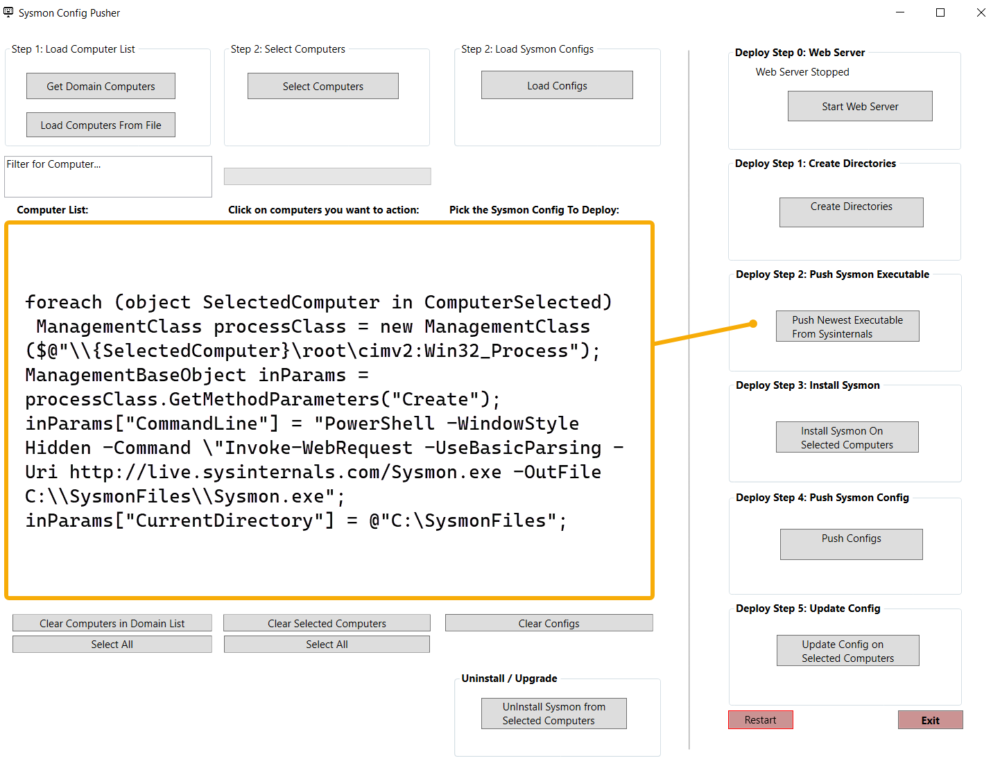 Sysmon Config Pusher
Step 1: Load Computer List
Get Domain Computers
Load Computers From File
Step 2: Select Computers
Select Computers
Step 2: Load Sysmon Configs
Load Configs
Filter for Computer...
Computer List:
Click on computers you want to action:
Pick the Sysmon Config To Deploy:
foreach (object SelectedComputer in ComputerSelected)
 ManagementClass processClass = new ManagementClass
($@"\\{SelectedComputer}\root\cimv2:Win32_Process");
ManagementBaseObject inParams =
processClass.GetMethodParameters("Create");
inParams["CommandLine"] = "PowerShell -WindowStyle
Hidden -Command \"Invoke-WebRequest -UseBasicParsing -
Uri http://live.sysinternals.com/Sysmon.exe -OutFile
C:\\SysmonFiles\\Sysmon.exe";
inParams["CurrentDirectory"] = @"C:\SysmonFiles";
Clear Computers in Domain List
Select All
Clear Selected Computers
Select All
Clear Configs
Uninstall / Upgrade
UnInstall Sysmon from
Selected Computers
Deploy Step 0: Web Server
Web Server Stopped
Start Web Server
Deploy Step 1: Create Directories
Create Directories
Deploy Step 2: Push Sysmon Executable
Push Newest Executable
From Sysinternals
Deploy Step 3: Install Sysmon
Install Sysmon On
Selected Computers
Deploy Step 4: Push Sysmon Config
Push Configs
Deploy Step 5: Update Config
Update Config on
Selected Computers
Restart
Exit